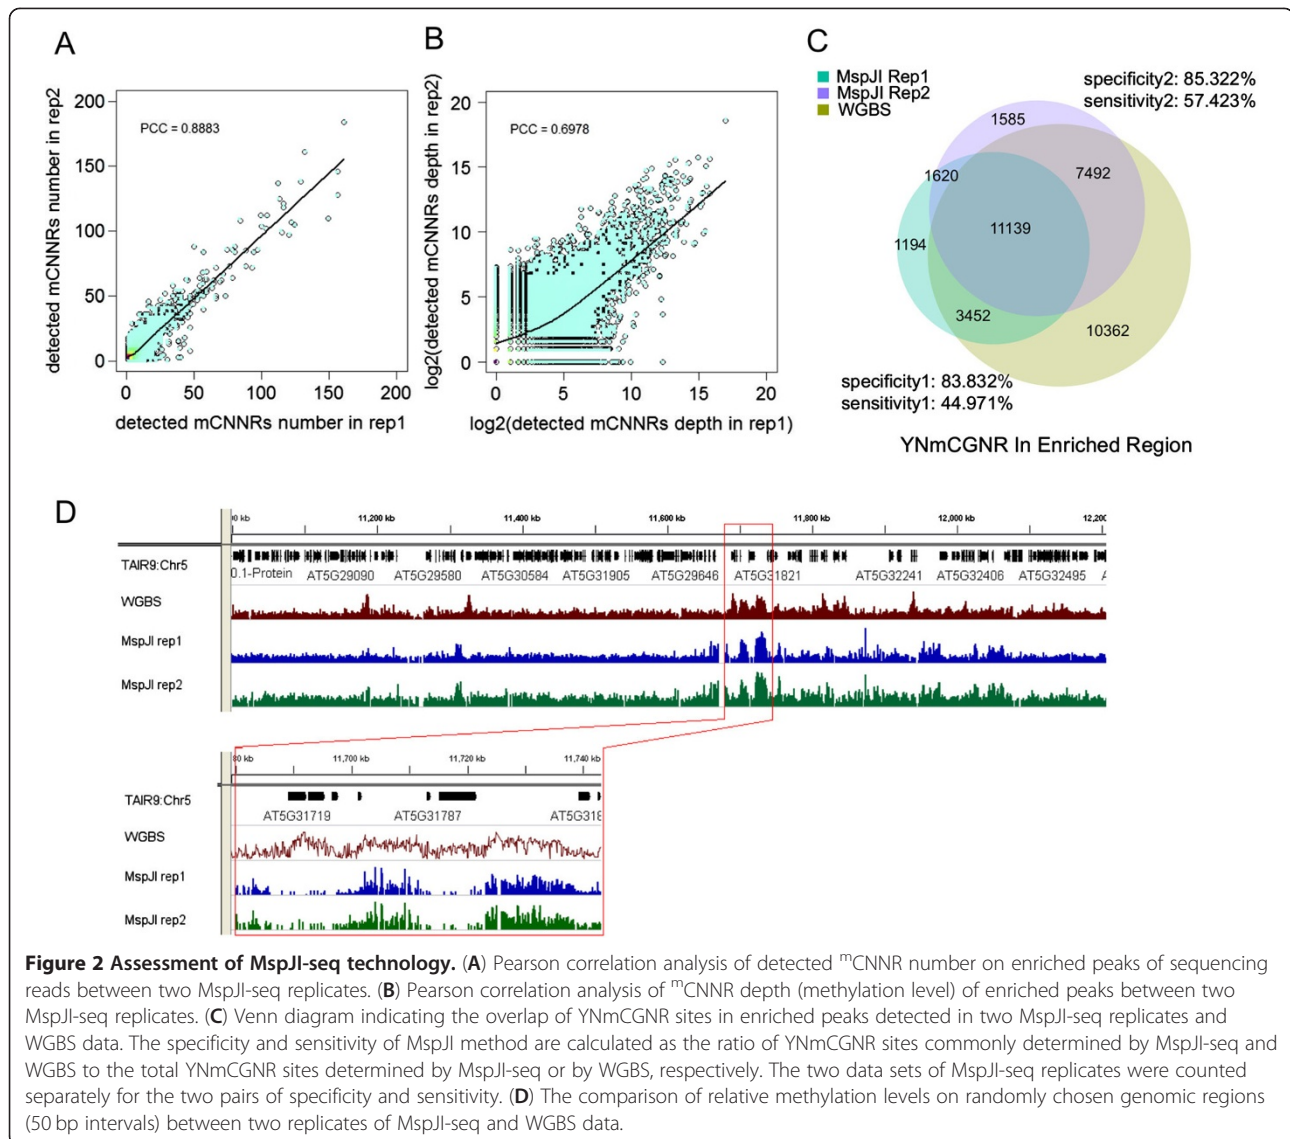 A
detected mCNNRs number in rep2
200
150
100
50
0
PCC = 0.8883
0 50 100 150 200
detected mCNNRs number in rep1
B
log2(detected mCNNRs depth in rep2)
20
15
10
5
0
PCC = 0.6978
0 5 10 15 20
log2(detected mCNNRs depth in rep1)
C
MspJI Rep1
MspJI Rep2
WGBS
specificity2: 85.322%
sensitivity2: 57.423%
1585
1620
7492
1194
11139
3452
10362
specificity1: 83.832%
sensitivity1: 44.971%
YNmCGNR In Enriched Region
D
11,200 kb 11,400 kb 11,600 kb 11,800 kb 12,000 kb 12,200
TAIR9:Chr5
0.1-Protein AT5G29090 AT5G29580 AT5G30584 AT5G31905 AT5G29646 AT5G31821 AT5G32241 AT5G32406 AT5G32495
WGBS
MspJI rep1
MspJI rep2
80 kb 11,700 kb 11,720 kb 11,740 kb
TAIR9:Chr5
AT5G31719 AT5G31787 AT5G318
WGBS
MspJI rep1
MspJI rep2
Figure 2 Assessment of MspJI-seq technology. (A) Pearson correlation analysis of detected ᵐCNNR number on enriched peaks of sequencing
reads between two MspJI-seq replicates. (B) Pearson correlation analysis of ᵐCNNR depth (methylation level) of enriched peaks between two
MspJI-seq replicates. (C) Venn diagram indicating the overlap of YNmCGNR sites in enriched peaks detected in two MspJI-seq replicates and
WGBS data. The specificity and sensitivity of MspJI method are calculated as the ratio of YNmCGNR sites commonly determined by MspJI-seq and
WGBS to the total YNmCGNR sites determined by MspJI-seq or by WGBS, respectively. The two data sets of MspJI-seq replicates were counted
separately for the two pairs of specificity and sensitivity. (D) The comparison of relative methylation levels on randomly chosen genomic regions
(50 bp intervals) between two replicates of MspJI-seq and WGBS data.